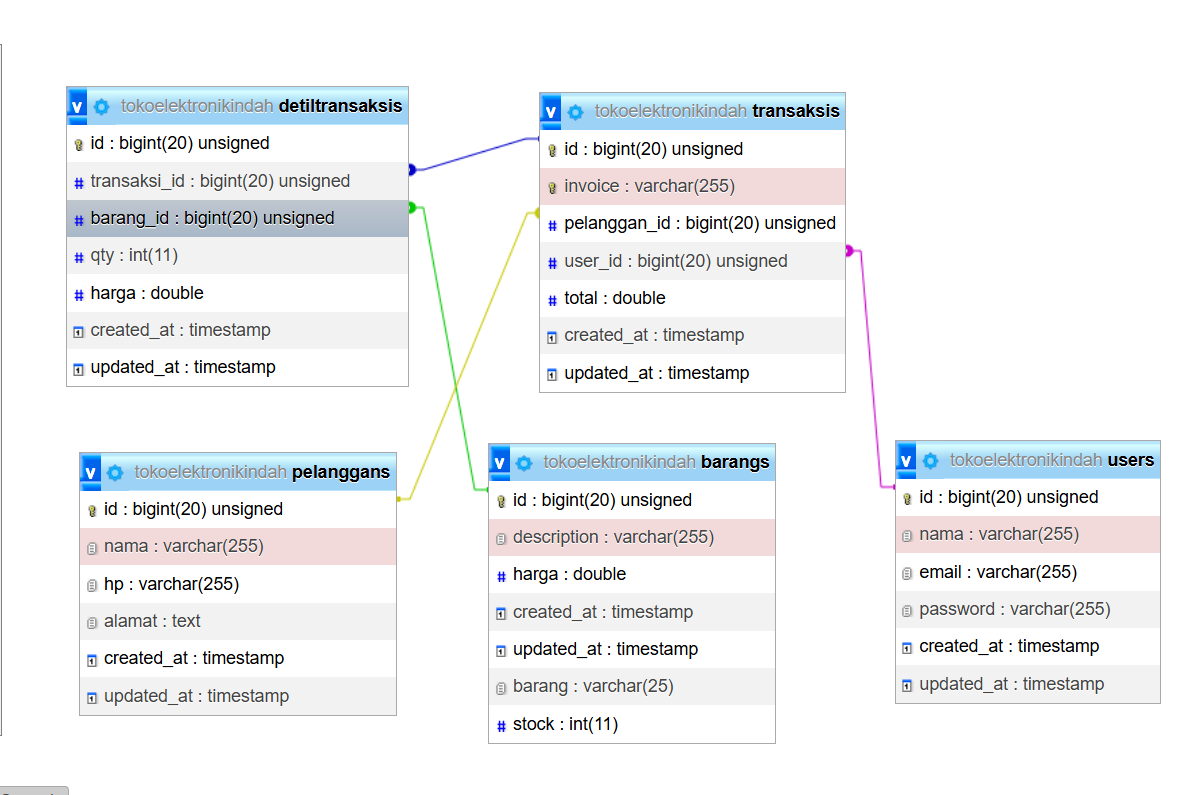 tokoelektronikindah detiltransaksis
id : bigint(20) unsigned
transaksi_id : bigint(20) unsigned
barang_id : bigint(20) unsigned
qty : int(11)
harga : double
created_at : timestamp
updated_at : timestamp
tokoelektronikindah transaksis
id : bigint(20) unsigned
invoice : varchar(255)
pelanggan_id : bigint(20) unsigned
user_id : bigint(20) unsigned
total : double
created_at : timestamp
updated_at : timestamp
tokoelektronikindah pelanggans
id : bigint(20) unsigned
nama : varchar(255)
hp : varchar(255)
alamat : text
created_at : timestamp
updated_at : timestamp
tokoelektronikindah barangs
id : bigint(20) unsigned
description : varchar(255)
harga : double
created_at : timestamp
updated_at : timestamp
barang : varchar(25)
stock : int(11)
tokoelektronikindah users
id : bigint(20) unsigned
nama : varchar(255)
email : varchar(255)
password : varchar(255)
created_at : timestamp
updated_at : timestamp